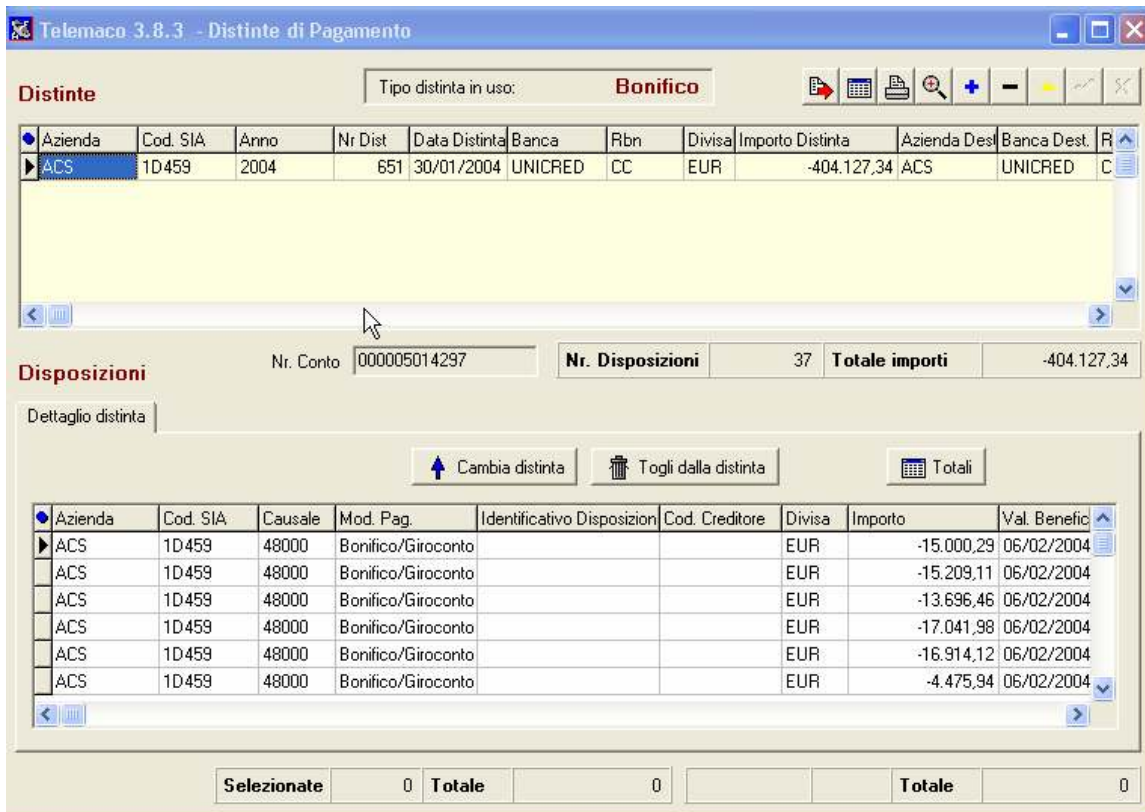 Telemaco 3.8.3 - Distinte di Pagamento
Distinte
Tipo distinta in uso: Bonifico
Azienda Cod. SIA Anno Nr Dist Data Distinta Banca Rbn Divisa Importo Distinta Azienda Dest Banca Dest. R
ACS 1D459 2004 651 30/01/2004 UNICRED CC EUR -404.127,34 ACS UNICRED C
Nr. Conto 000005014297 Nr. Disposizioni 37 Totale importi -404.127,34
Disposizioni
Dettaglio distinta
Cambia distinta Togli dalla distinta Totali
Azienda Cod. SIA Causale Mod. Pag. Identificativo Disposizion Cod. Creditore Divisa Importo Val. Benefic
ACS 1D459 48000 Bonifico/Giroconto EUR -15.000,29 06/02/2004
ACS 1D459 48000 Bonifico/Giroconto EUR -15.209,11 06/02/2004
ACS 1D459 48000 Bonifico/Giroconto EUR -13.696,46 06/02/2004
ACS 1D459 48000 Bonifico/Giroconto EUR -17.041,98 06/02/2004
ACS 1D459 48000 Bonifico/Giroconto EUR -16.914,12 06/02/2004
ACS 1D459 48000 Bonifico/Giroconto EUR -4.475,94 06/02/2004
Selezionate 0 Totale 0 Totale 0